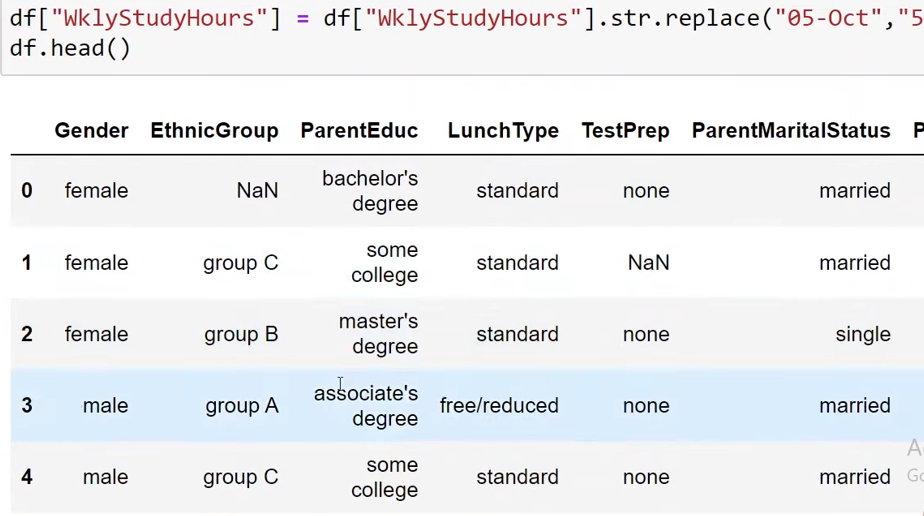 df["WklyStudyHours"] = df["WklyStudyHours"].str.replace("05-Oct","5
df.head()
Gender EthnicGroup ParentEduc LunchType TestPrep ParentMaritalStatus P
0 female NaN bachelor's degree standard none married
1 female group C some college standard NaN married
2 female group B master's degree standard none single
3 male group A associate's degree free/reduced none married
4 male group C some college standard none married